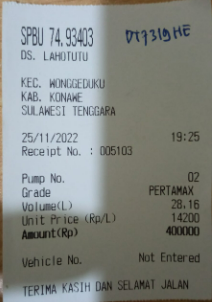 SPBU 74.93403 DT7319HE
DS. LAHOTUTU
KEC. WONGGEDUKU
KAB. KONAWE
SULAWESI TENGGARA
25/11/2022 19:25
Receipt No. : 005103
Pump No. 02
Grade PERTAMAX
Volume(L) 28.16
Unit Price (Rp/L) 14200
Amount(Rp) 400000
Vehicle No. Not Entered
TERIMA KASIH DAN SELAMAT JALAN